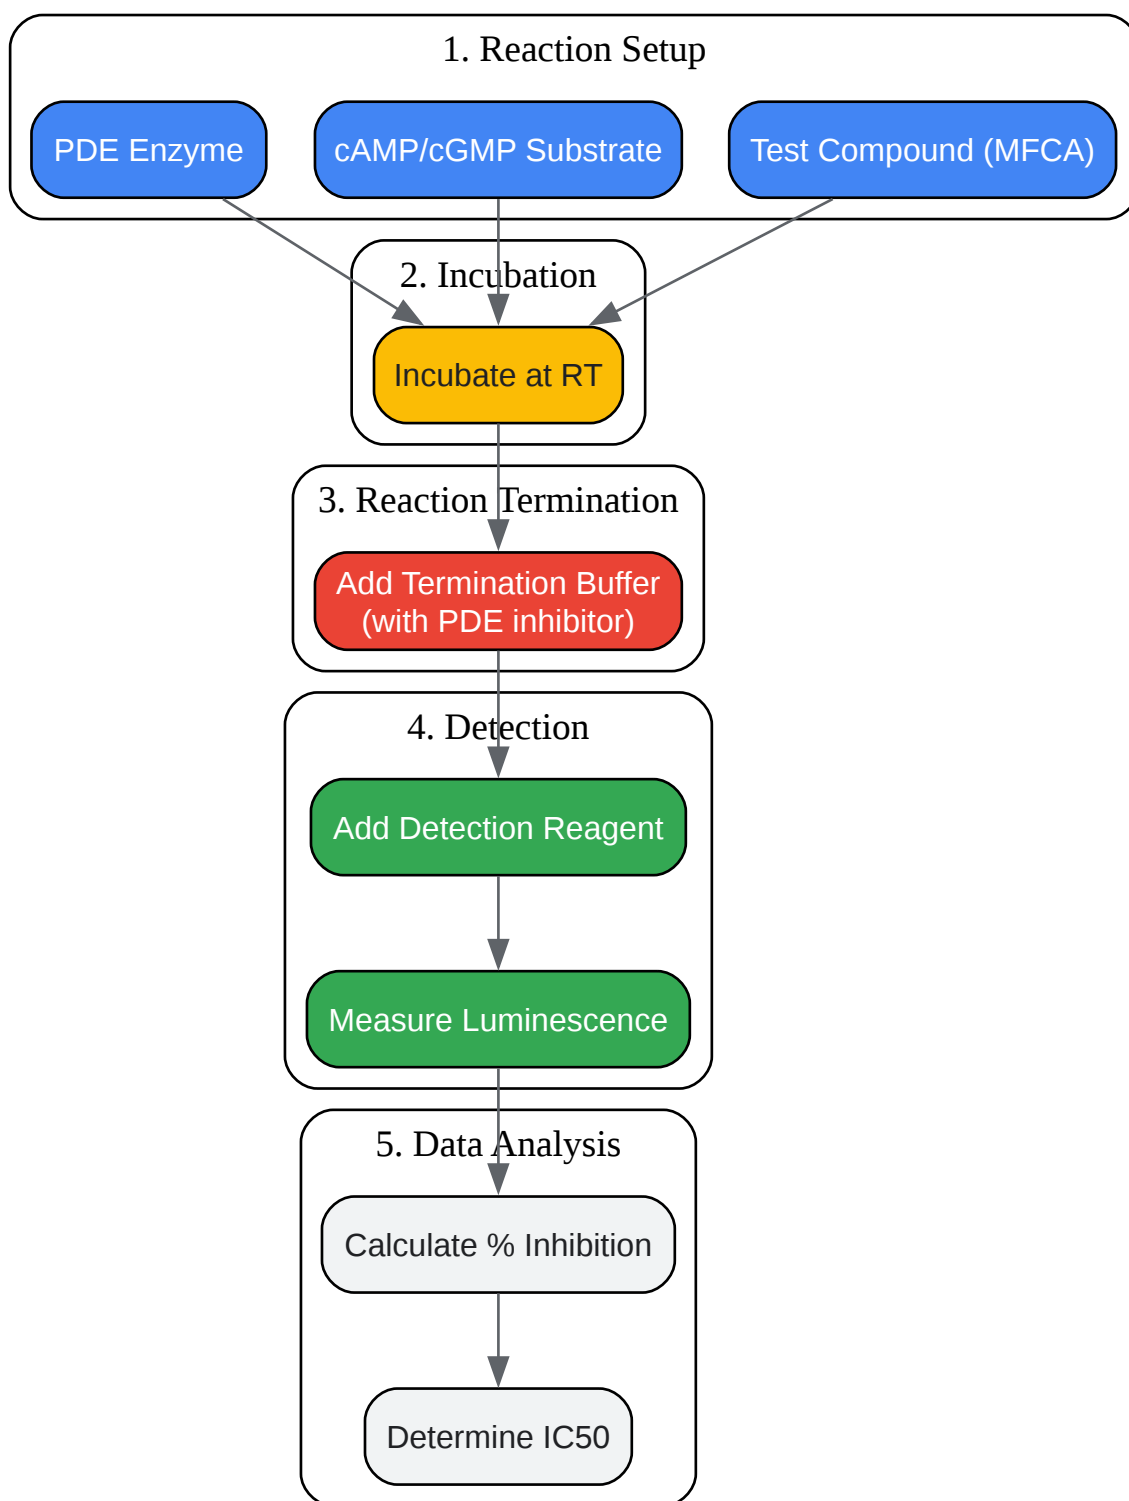 1. Reaction Setup
PDE Enzyme
cAMP/cGMP Substrate
Test Compound (MFCA)
2. Incubation
Incubate at RT
3. Reaction Termination
Add Termination Buffer
(with PDE inhibitor)
4. Detection
Add Detection Reagent
Measure Luminescence
5. Data Analysis
Calculate % Inhibition
Determine IC50